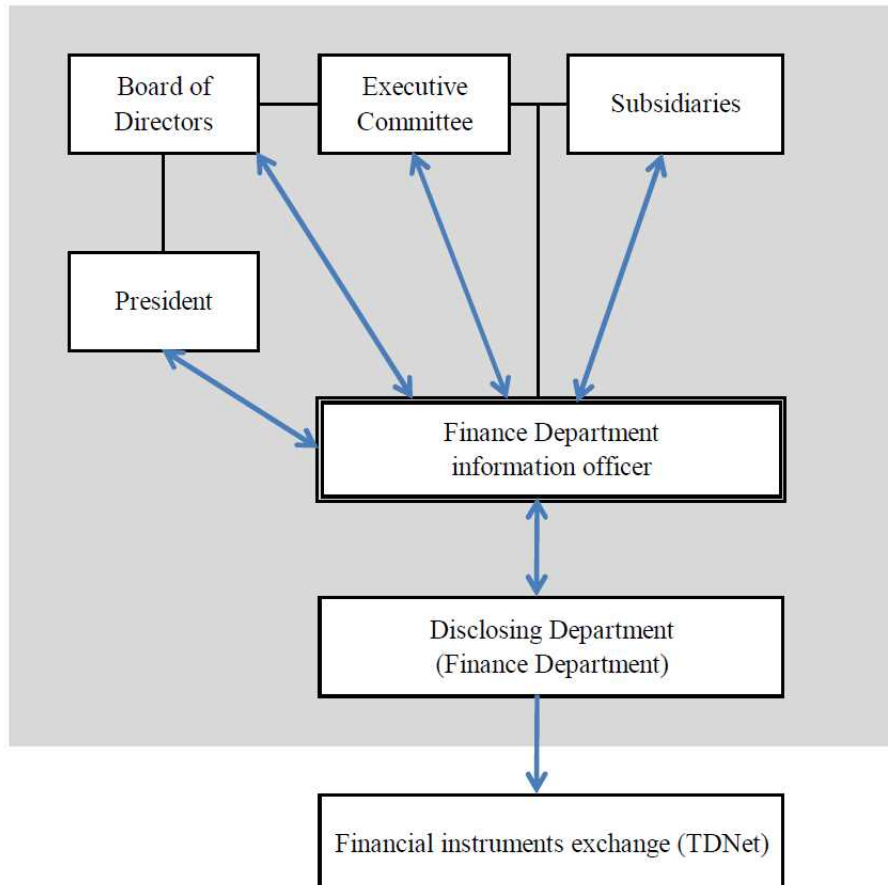 Board of
Directors
Executive
Committee
Subsidiaries
President
Finance Department
information officer
Disclosing Department
(Finance Department)
Financial instruments exchange (TDNet)